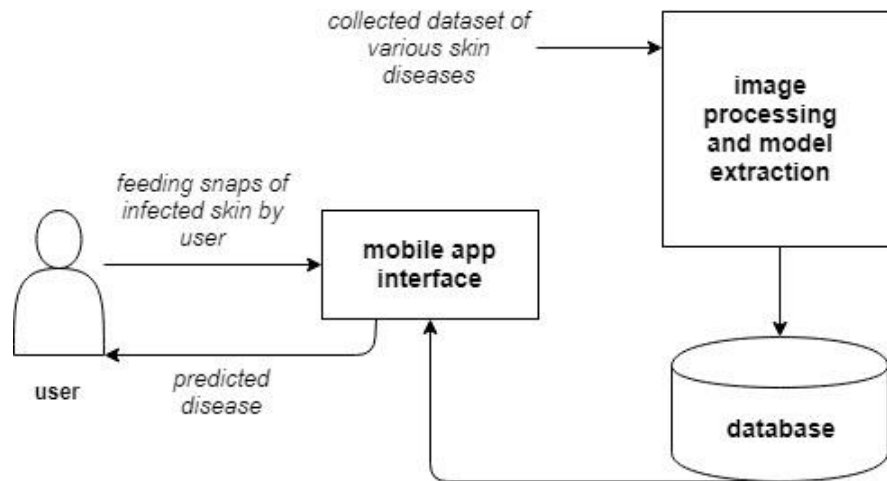 collected dataset of
various skin
diseases
image
processing
and model
extraction
feeding snaps of
infected skin by
user
mobile app
interface
user
predicted
disease
database